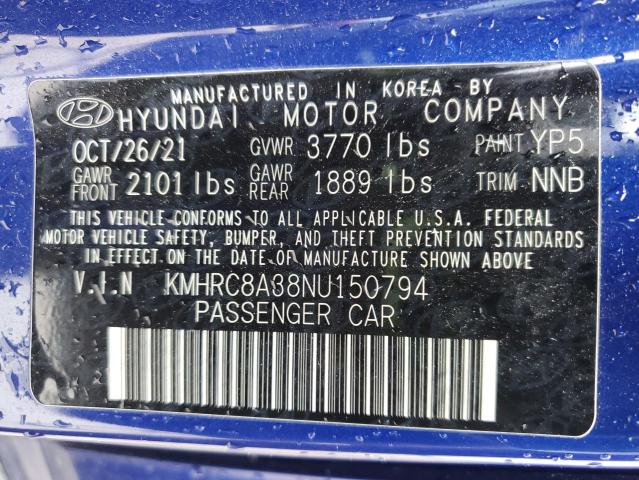 MANUFACTURED IN KOREA BY
HYUNDAI MOTOR COMPANY
OCT/26/21 GVWR 3770 lbs PAINT YP5
GAWR FRONT 2101 lbs GAWR REAR 1889 lbs TRIM NNB
THIS VEHICLE CONFORMS TO ALL APPLICABLE U.S.A. FEDERAL
MOTOR VEHICLE SAFETY, BUMPER, AND THEFT PREVENTION STANDARDS
IN EFFECT ON THE DATE OF MANUFACTURE SHOWN ABOVE.
V.I.N KMHRC8A38NU150794
PASSENGER CAR